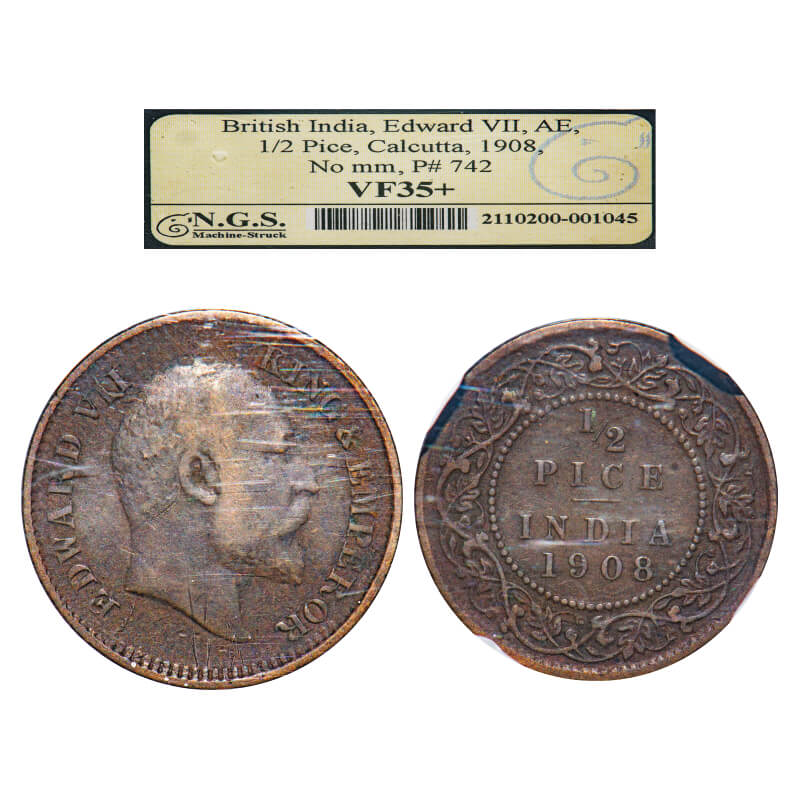 British India, Edward VII, AE,
1/2 Pice, Calcutta, 1908,
No mm, P# 742
VF35+
N.G.S.
Machine-Struck
2110200-001045
EDWARD VII KING & EMPEROR
1/2
PICE
INDIA
1908